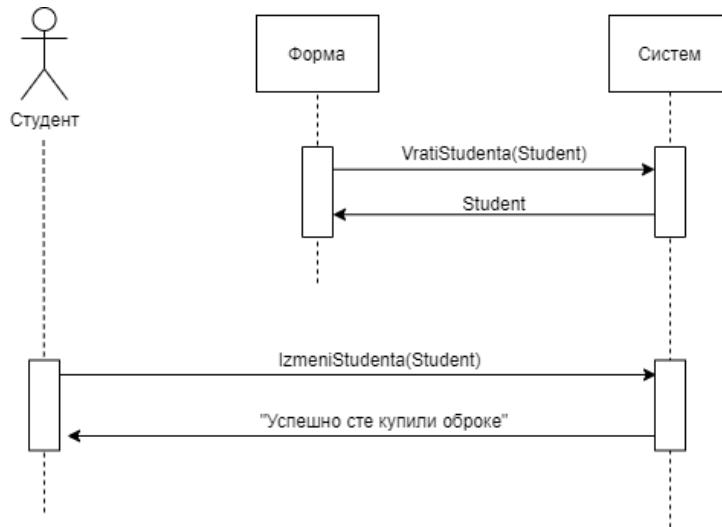 Форма
Систем
Студент
VratiStudenta(Student)
Student
IzmeniStudenta(Student)
"Успешно сте купили оброке"